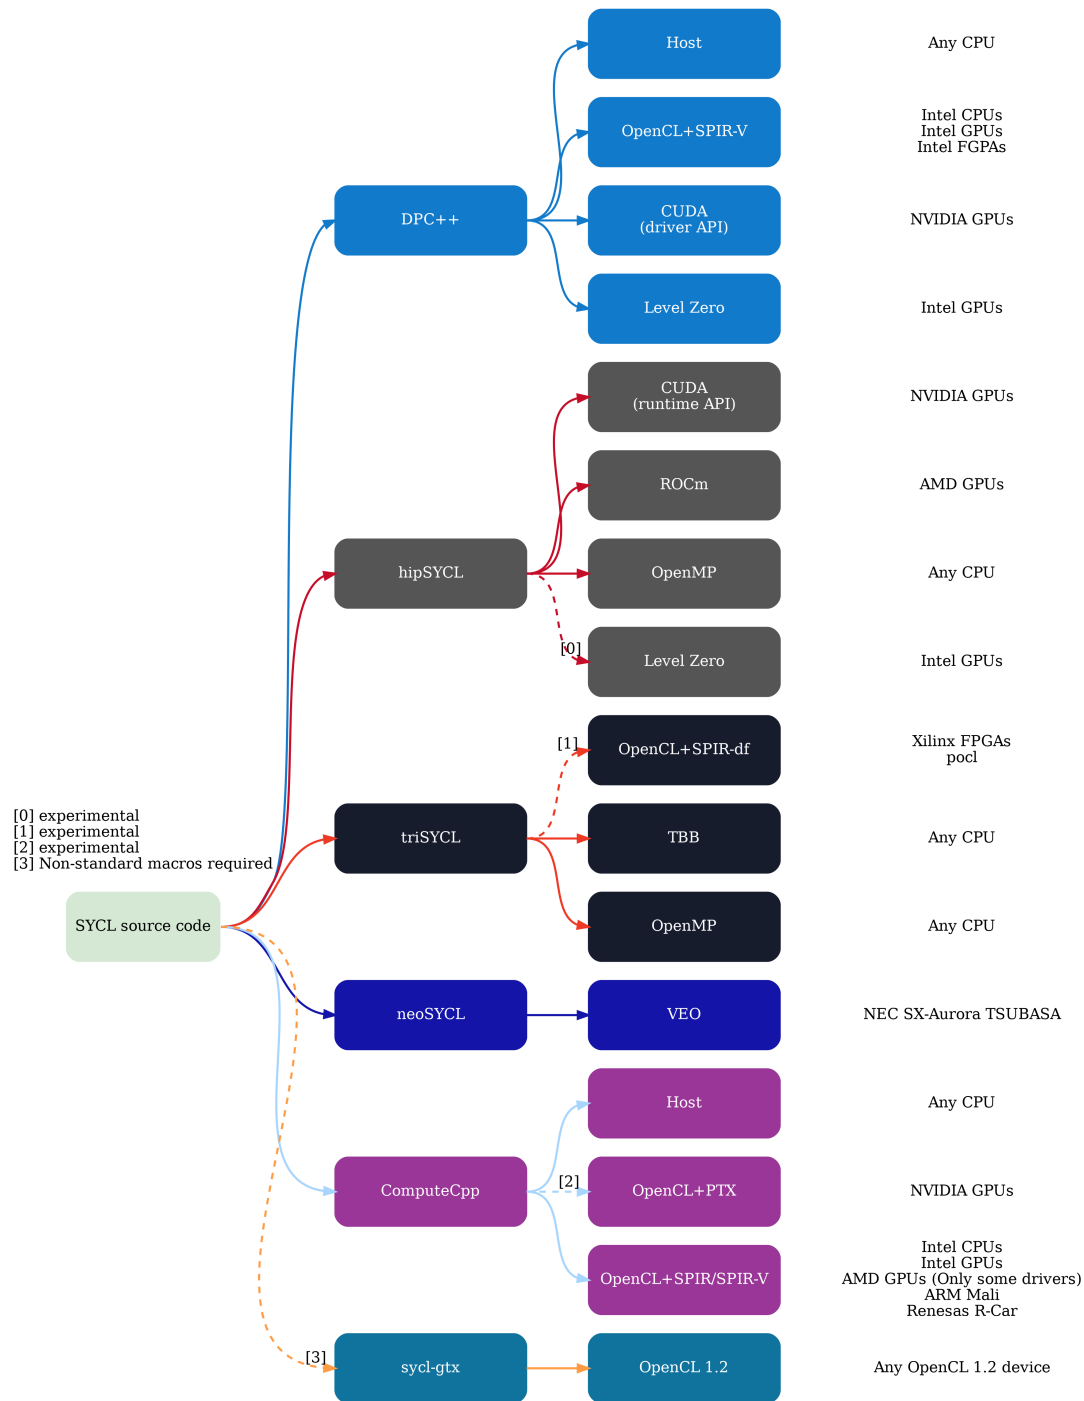 Host
Any CPU
OpenCL+SPIR-V
Intel CPUs
Intel GPUs
Intel FGPAs
DPC++
CUDA
(driver API)
NVIDIA GPUs
Level Zero
Intel GPUs
CUDA
(runtime API)
NVIDIA GPUs
ROCm
AMD GPUs
hipSYCL
OpenMP
Any CPU
[0]
Level Zero
Intel GPUs
[1]
OpenCL+SPIR-df
Xilinx FPGAs
pocl
[0] experimental
[1] experimental
[2] experimental
[3] Non-standard macros required
triSYCL
TBB
Any CPU
SYCL source code
OpenMP
Any CPU
neoSYCL
VEO
NEC SX-Aurora TSUBASA
Host
Any CPU
ComputeCpp
[2]
OpenCL+PTX
NVIDIA GPUs
OpenCL+SPIR/SPIR-V
Intel CPUs
Intel GPUs
AMD GPUs (Only some drivers)
ARM Mali
Renesas R-Car
[3]
sycl-gtx
OpenCL 1.2
Any OpenCL 1.2 device